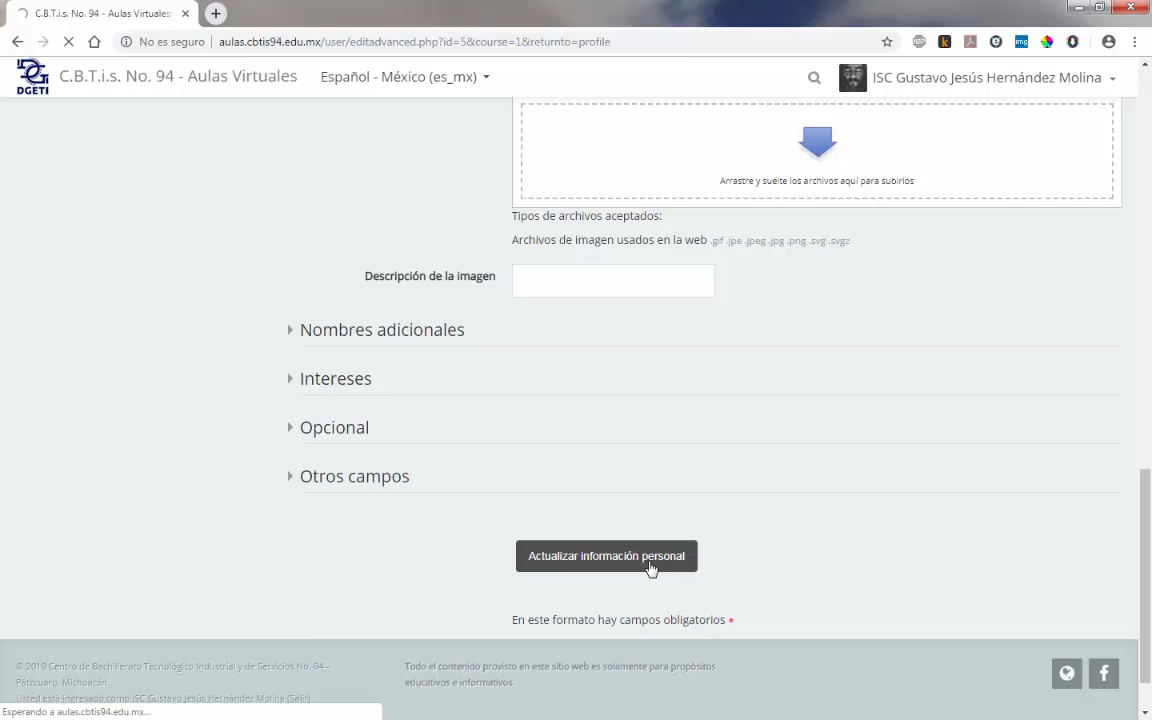 C.B.T.i.s. No. 94 - Aulas Virtuales
No es seguro
aulas.cbtis94.edu.mx/user/editadvanced.php?id=5&course=1&returnto=profile
DGETI
C.B.T.i.s. No. 94 - Aulas Virtuales
Español - México (es_mx)
ISC Gustavo Jesús Hernández Molina
Arrastre y suelte los archivos aquí para subirlos
Tipos de archivos aceptados:
Archivos de imagen usados en la web .gif .jpe .jpeg .jpg .png .svg .svgz
Descripción de la imagen
Nombres adicionales
Intereses
Opcional
Otros campos
Actualizar información personal
En este formato hay campos obligatorios *
© 2019 Centro de Bachillerato Tecnológico Industrial y de Servicios No. 94 -
Pátzcuaro, Michoacán
Usted está ingresado como ISC Gustavo Jesús Hernández Molina (Salir)
Todo el contenido provisto en este sitio web es solamente para propósitos
educativos e informativos.
Esperando a aulas.cbtis94.edu.mx...